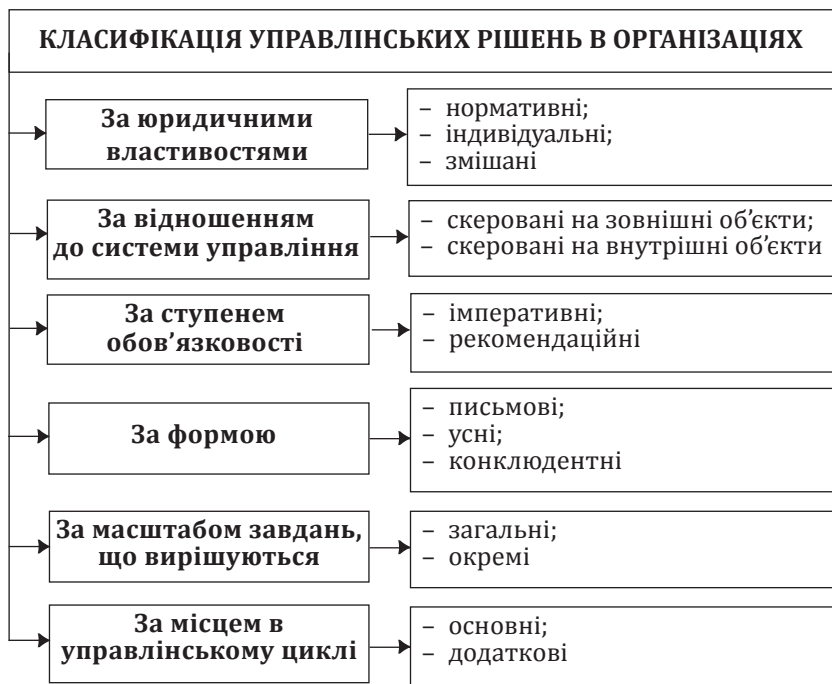 КЛАСИФІКАЦІЯ УПРАВЛІНСЬКИХ РІШЕНЬ В ОРГАНІЗАЦІЯХ
За юридичними
властивостями
– нормативні;
– індивідуальні;
– змішані
За відношенням
до системи управління
– скеровані на зовнішні об’єкти;
– скеровані на внутрішні об’єкти
За ступенем
обов’язковості
– імперативні;
– рекомендаційні
За формою
– письмові;
– усні;
– конклюдентні
За масштабом завдань,
що вирішуються
– загальні;
– окремі
За місцем в
управлінському циклі
– основні;
– додаткові